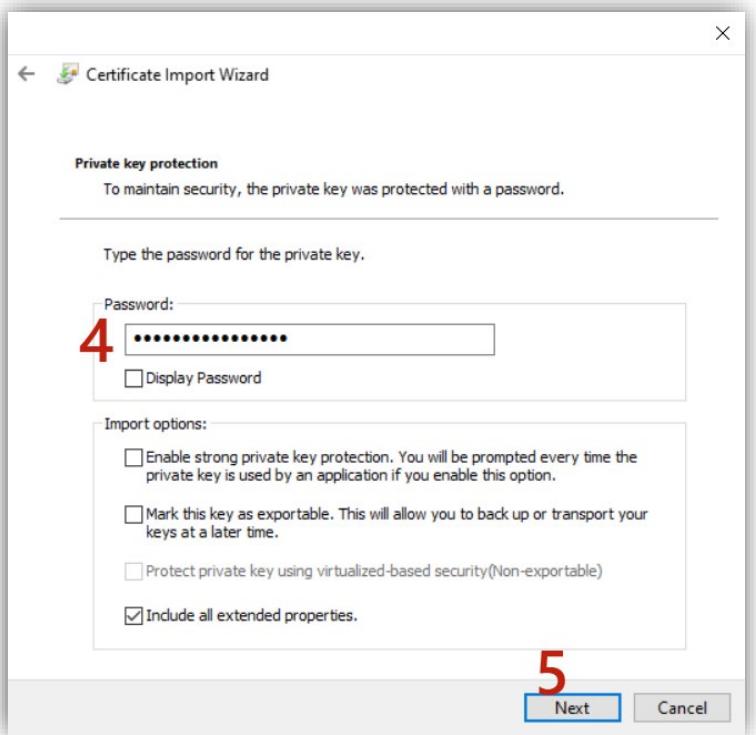 Certificate Import Wizard
Private key protection
To maintain security, the private key was protected with a password.
Type the password for the private key.
Password:
4
••••••••••••••••
Display Password
Import options:
Enable strong private key protection. You will be prompted every time the
private key is used by an application if you enable this option.
Mark this key as exportable. This will allow you to back up or transport your
keys at a later time.
Protect private key using virtualized-based security(Non-exportable)
Include all extended properties.
5
Next Cancel